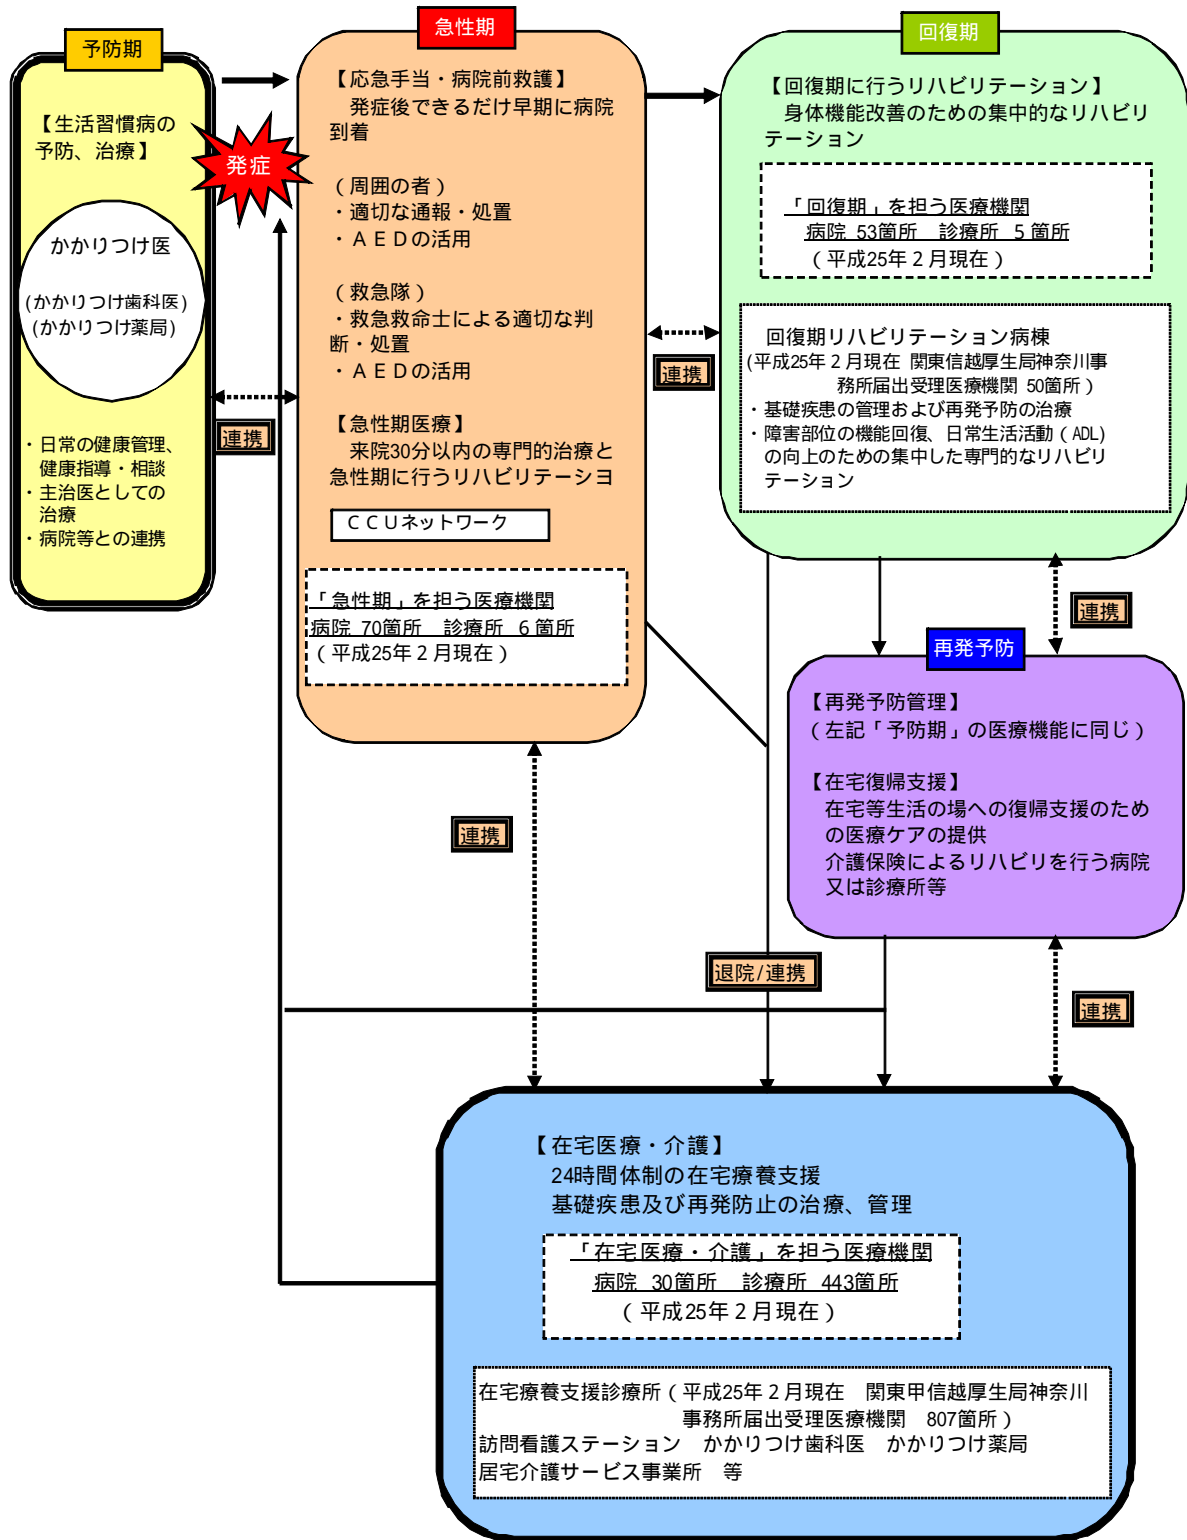 予防期
【生活習慣病の
予防、治療】
かかりつけ医
(かかりつけ歯科医)
(かかりつけ薬局)
・日常の健康管理、
健康指導・相談
・主治医としての
治療
・病院等との連携
発症
連携
急性期
【応急手当・病院前救護】
発症後できるだけ早期に病院
到着
(周囲の者)
・適切な通報・処置
・AEDの活用
(救急隊)
・救急救命士による適切な判
断・処置
・AEDの活用
【急性期医療】
来院30分以内の専門的治療と
急性期に行うリハビリテーショ
CCUネットワーク
「急性期」を担う医療機関
病院 70箇所 診療所 6箇所
(平成25年2月現在)
連携
回復期
【回復期に行うリハビリテーション】
身体機能改善のための集中的なリハビリ
テーション
「回復期」を担う医療機関
病院 53箇所 診療所 5箇所
(平成25年2月現在)
回復期リハビリテーション病棟
(平成25年2月現在 関東信越厚生局神奈川事
務所届出受理医療機関 50箇所)
・基礎疾患の管理および再発予防の治療
・障害部位の機能回復、日常生活活動(ADL)
の向上のための集中した専門的なリハビリ
テーション
連携
再発予防
【再発予防管理】
(左記「予防期」の医療機能に同じ)
【在宅復帰支援】
在宅等生活の場への復帰支援のため
の医療ケアの提供
介護保険によるリハビリを行う病院
又は診療所等
連携
退院/連携
連携
【在宅医療・介護】
24時間体制の在宅療養支援
基礎疾患及び再発防止の治療、管理
「在宅医療・介護」を担う医療機関
病院 30箇所 診療所 443箇所
(平成25年2月現在)
在宅療養支援診療所(平成25年2月現在 関東甲信越厚生局神奈川
事務所届出受理医療機関 807箇所)
訪問看護ステーション かかりつけ歯科医 かかりつけ薬局
居宅介護サービス事業所 等